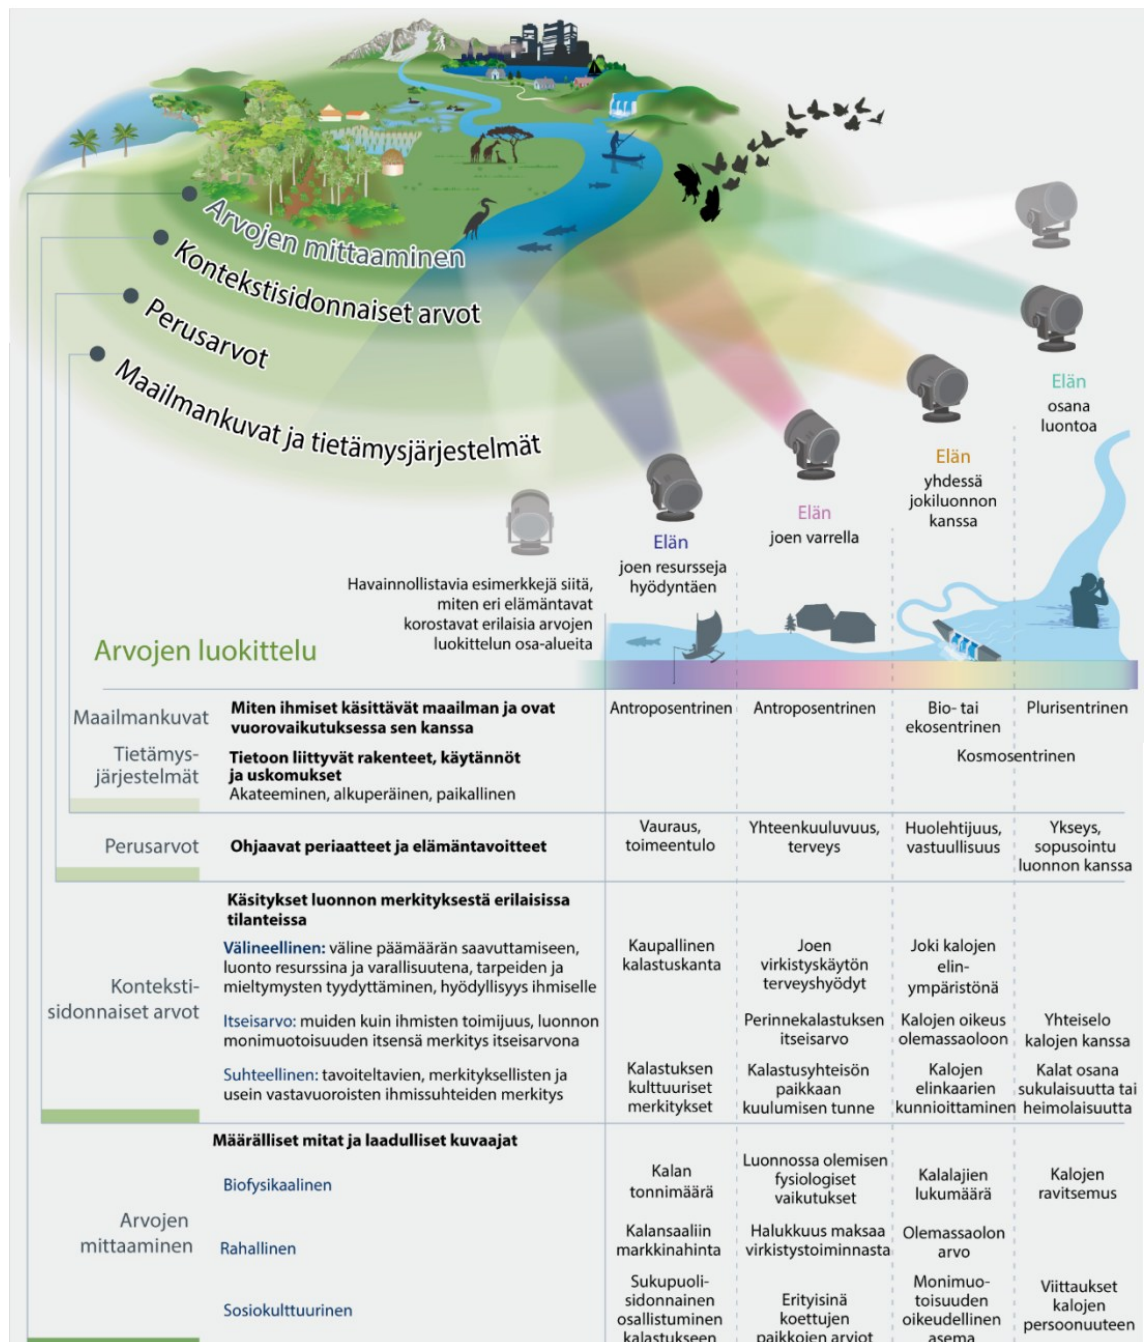 Arvojen mittaaminen
Kontekstisidonnaiset arvot
Perusarvot
Maailmankuvat ja tietämysjärjestelmät
Elän
osana
luontoa
Elän
yhdessä
jokiluonnon
kanssa
Elän
joen varrella
Elän
joen resursseja
hyödyntäen
Havainnollistavia esimerkkejä siitä,
miten eri elämäntavat
korostavat erilaisia arvojen
luokittelun osa-alueita
Arvojen luokittelu
Maailmankuvat
Miten ihmiset käsittävät maailman ja ovat
vuorovaikutuksessa sen kanssa
Antroposentrinen
Antroposentrinen
Bio- tai
ekosentrinen
Plurisentrinen
Tietämys-
järjestelmät
Tietoon liittyvät rakenteet, käytännöt
ja uskomukset
Akateeminen, alkuperäinen, paikallinen
Kosmosentrinen
Perusarvot
Ohjaavat periaatteet ja elämäntavoitteet
Vauraus,
toimeentulo
Yhteenkuuluvuus,
terveys
Huolehtijuus,
vastuullisuus
Ykseys,
sopusointu
luonnon kanssa
Konteksti-
sidonnaiset arvot
Käsitykset luonnon merkityksestä erilaisissa
tilanteissa
Välineellinen: väline päämäärän saavuttamiseen,
luonto resurssina ja varallisuutena, tarpeiden ja
mieltymysten tyydyttäminen, hyödyllisyys ihmiselle
Kaupallinen
kalastuskanta
Joen
virkistyskäytön
terveyshyödyt
Joki kalojen
elin-
ympäristönä
Itseisarvo: muiden kuin ihmisten toimijuus, luonnon
monimuotoisuuden itsensä merkitys itseisarvona
Perinnekalastuksen
itseisarvo
Kalojen oikeus
olemassaoloon
Yhteiselo
kalojen kanssa
Suhteellinen: tavoiteltavien, merkityksellisten ja
usein vastavuoroisten ihmissuhteiden merkitys
Kalastuksen
kulttuuriset
merkitykset
Kalastusyhteisön
paikkaan
kuulumisen tunne
Kalojen
elinkaarien
kunnioittaminen
Kalat osana
sukulaisuutta tai
heimolaisuutta
Arvojen
mittaaminen
Määrälliset mitat ja laadulliset kuvaajat
Biofysikaalinen
Kalan
tonnimäärä
Luonnossa olemisen
fysiologiset
vaikutukset
Kalalajien
lukumäärä
Kalojen
ravitsemus
Rahallinen
Kalansaaliin
markkinahinta
Halukkuus maksaa
virkistystoiminnasta
Olemassaolon
arvo
Sosiokulttuurinen
Sukupuoli-
sidonnainen
osallistuminen
kalastukseen
Erityisinä
koettujen
paikkojen arviot
Monimuo-
toisuuden
oikeudellinen
asema
Viittaukset
kalojen
persoonuuteen